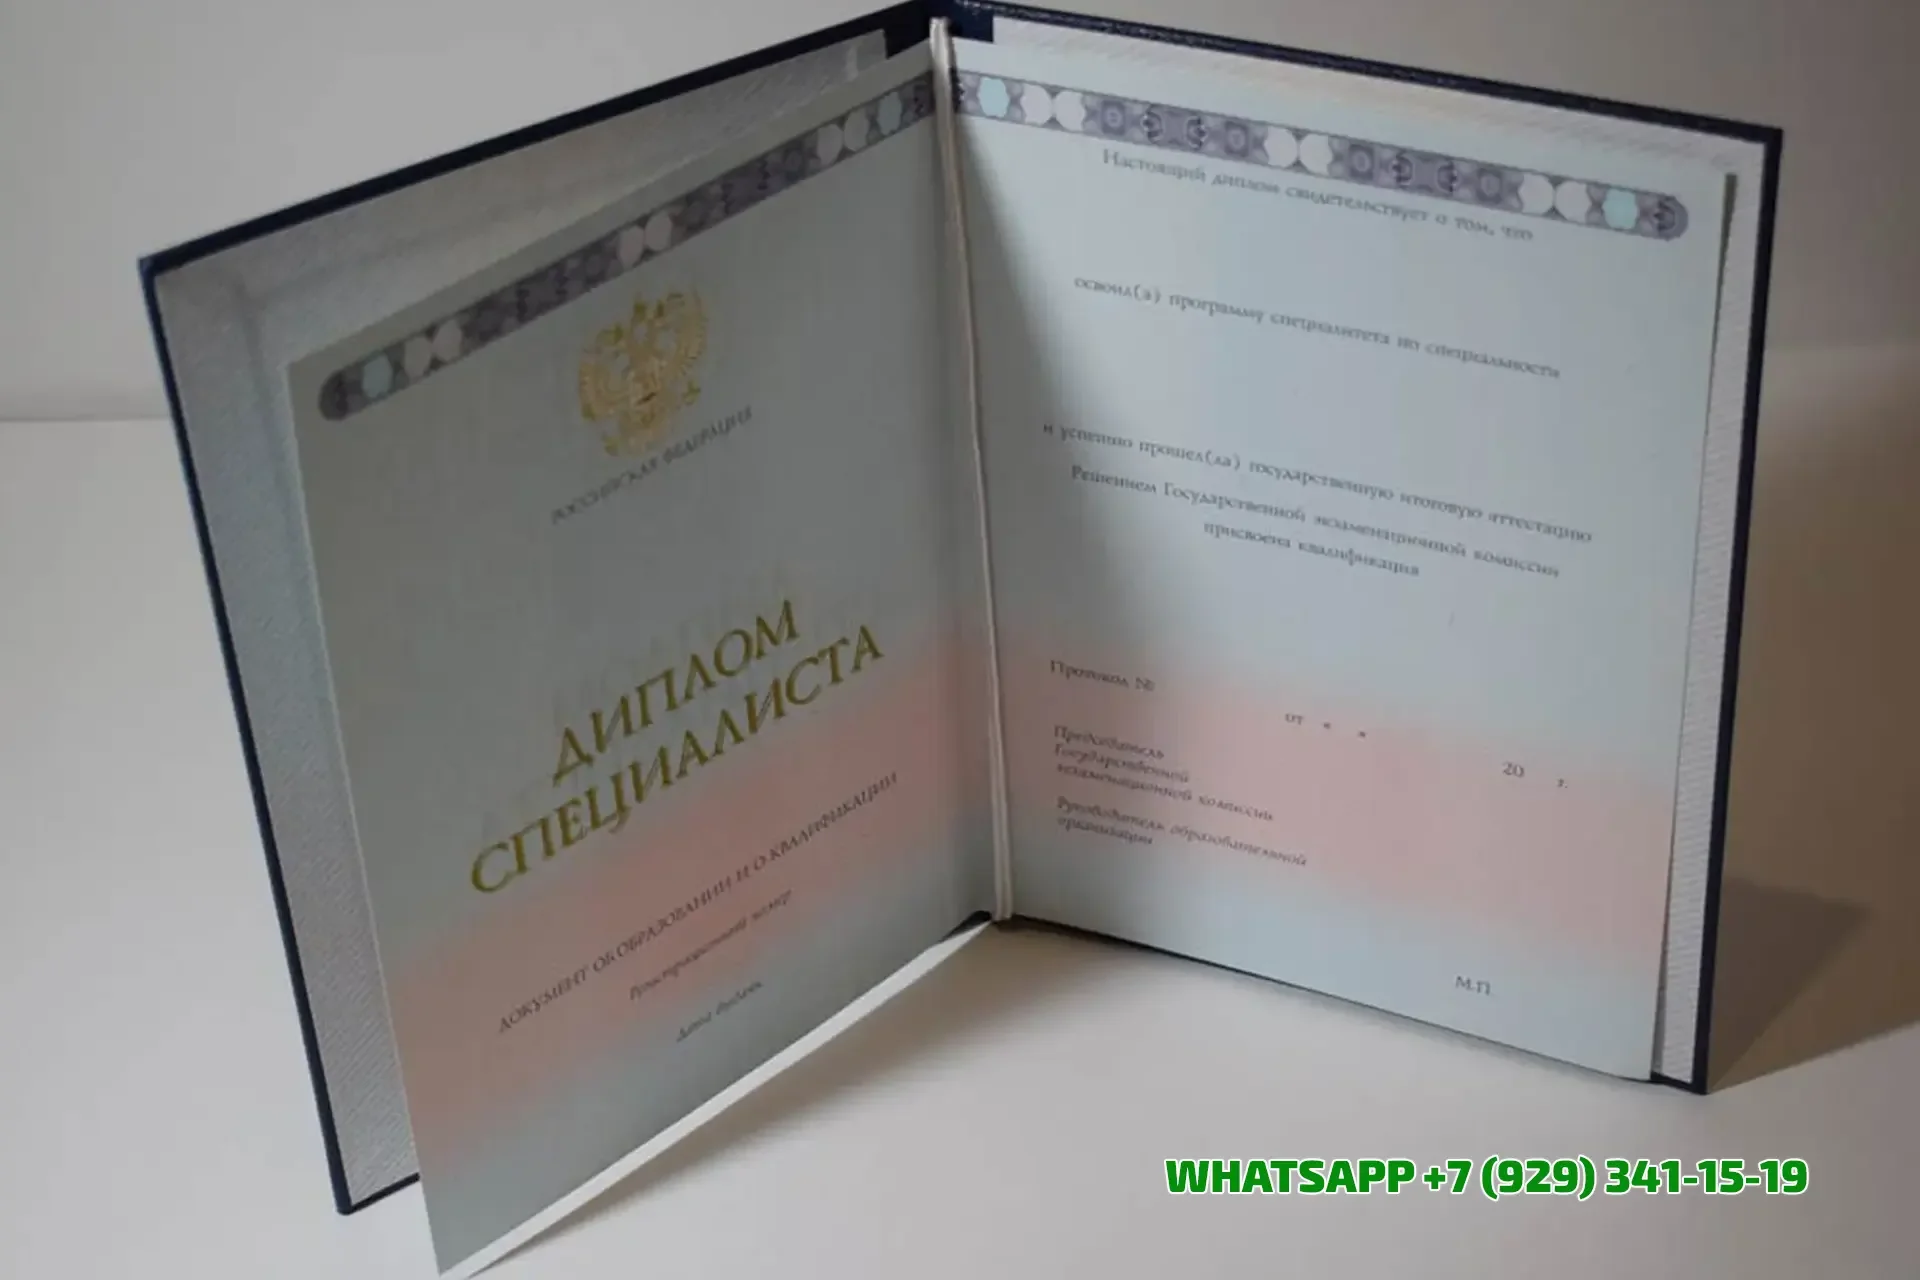 РОССИЙСКАЯ ФЕДЕРАЦИЯ
ДИПЛОМ
СПЕЦИАЛИСТА
ДОКУМЕНТ ОБ ОБРАЗОВАНИИ И О КВАЛИФИКАЦИИ
Регистрационный номер
Дата выдачи
Настоящий диплом свидетельствует о том, что
освоил(а) программу специалитета по специальности
и успешно прошел(ла) государственную итоговую аттестацию
Решением Государственной экзаменационной комиссии
присвоена квалификация
Протокол №
от « »
20 г.
Председатель
Государственной
экзаменационной комиссии
Руководитель образовательной
организации
М.П.
WHATSAPP +7 (929) 341-15-19